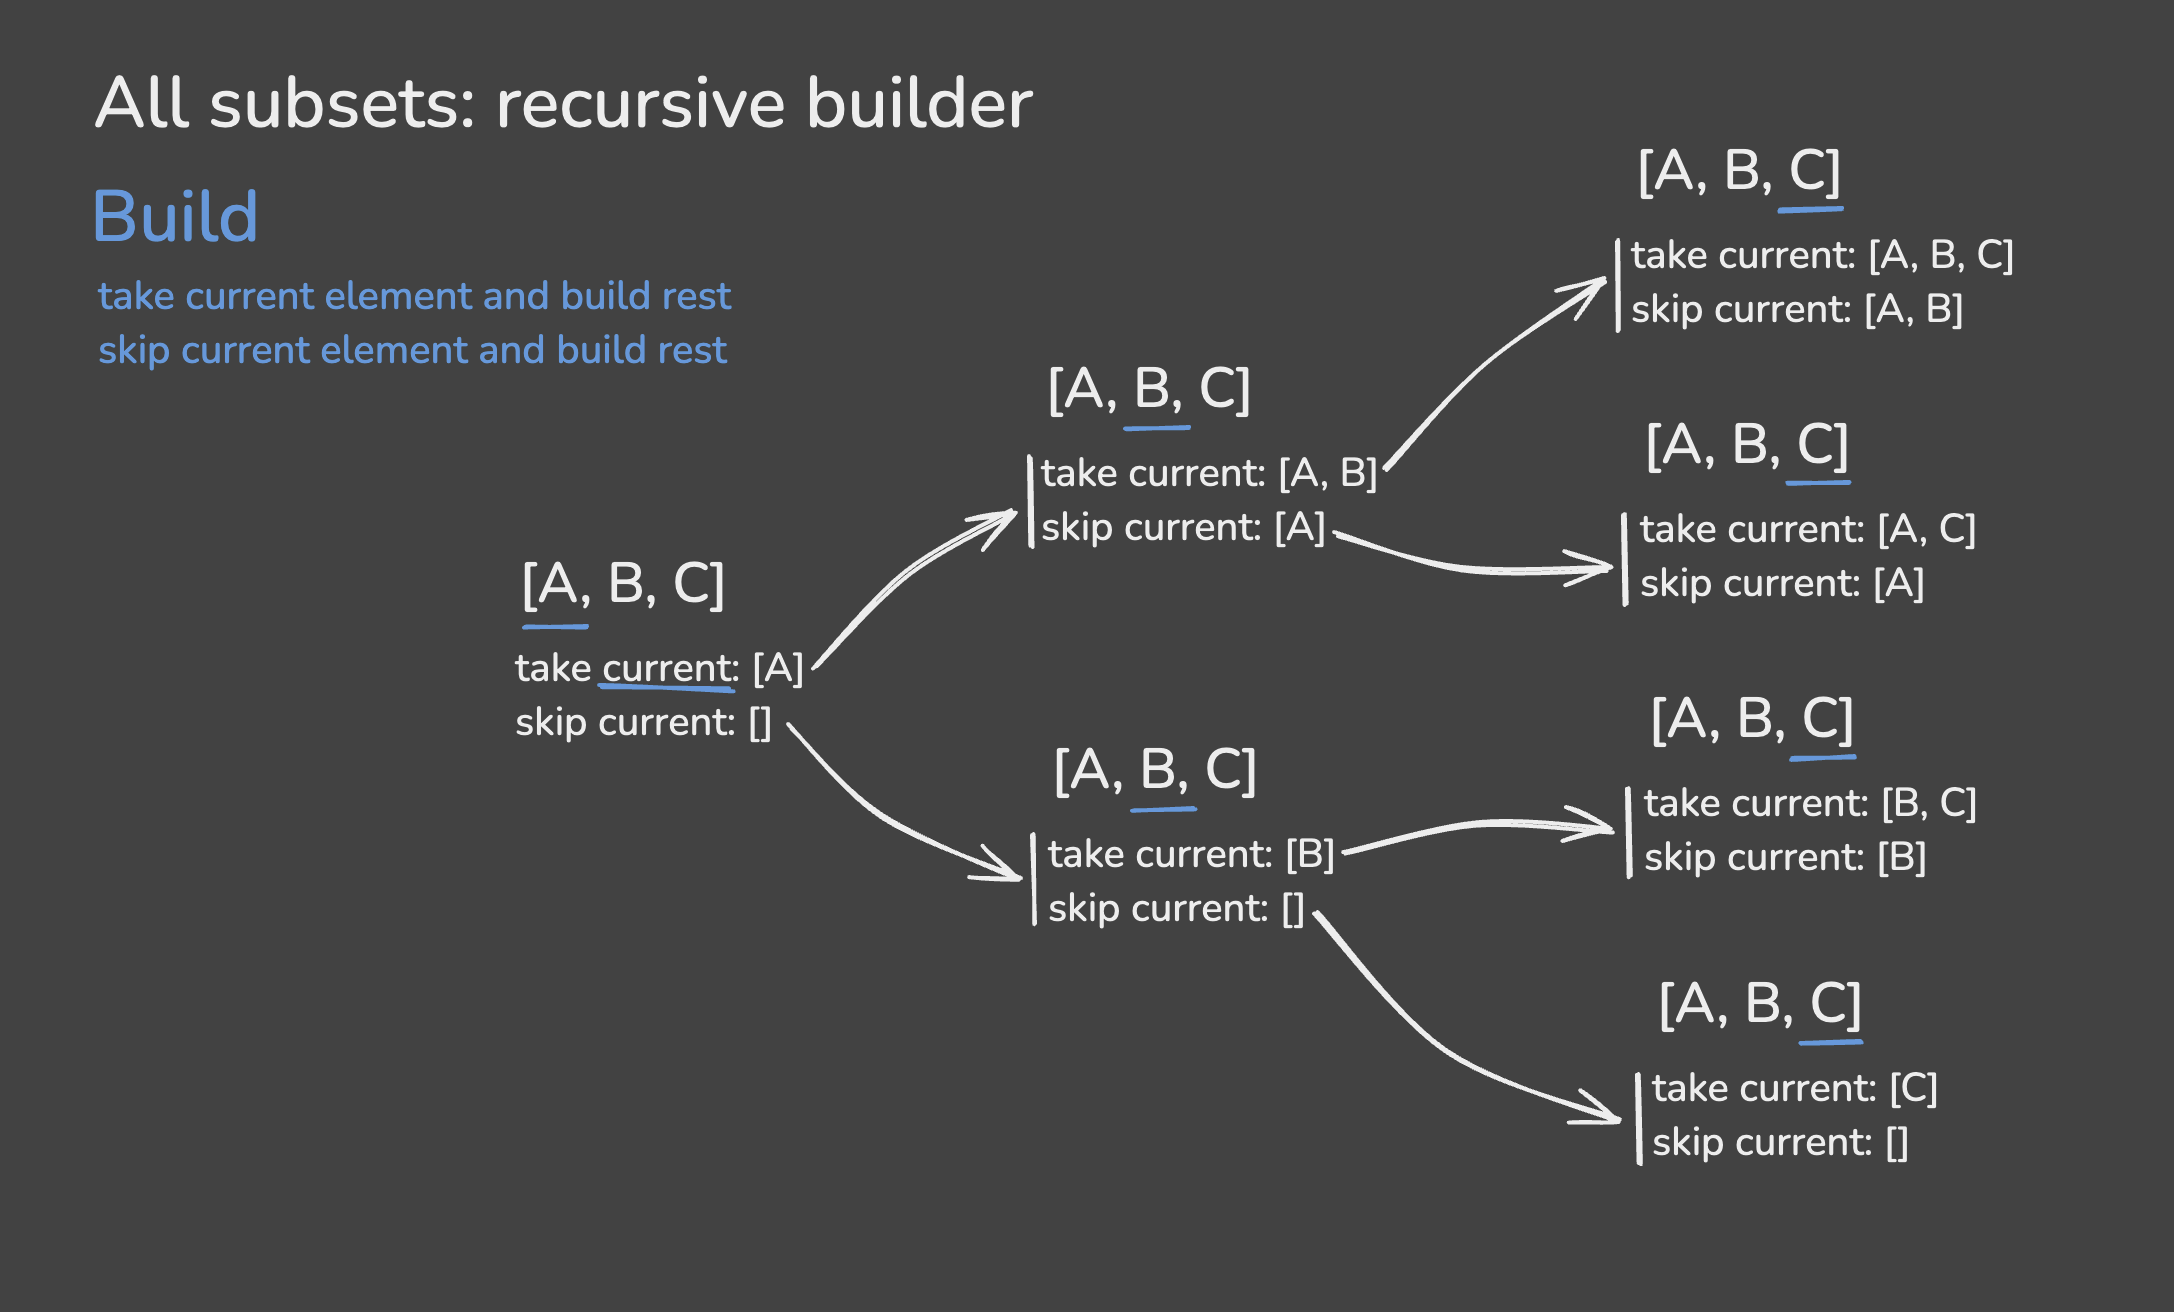 All subsets: recursive builder
Build
take current element and build rest
skip current element and build rest
[A, B, C]
take current: [A]
skip current: []
[A, B, C]
take current: [A, B]
skip current: [A]
[A, B, C]
take current: [B]
skip current: []
[A, B, C]
take current: [A, B, C]
skip current: [A, B]
[A, B, C]
take current: [A, C]
skip current: [A]
[A, B, C]
take current: [B, C]
skip current: [B]
[A, B, C]
take current: [C]
skip current: []